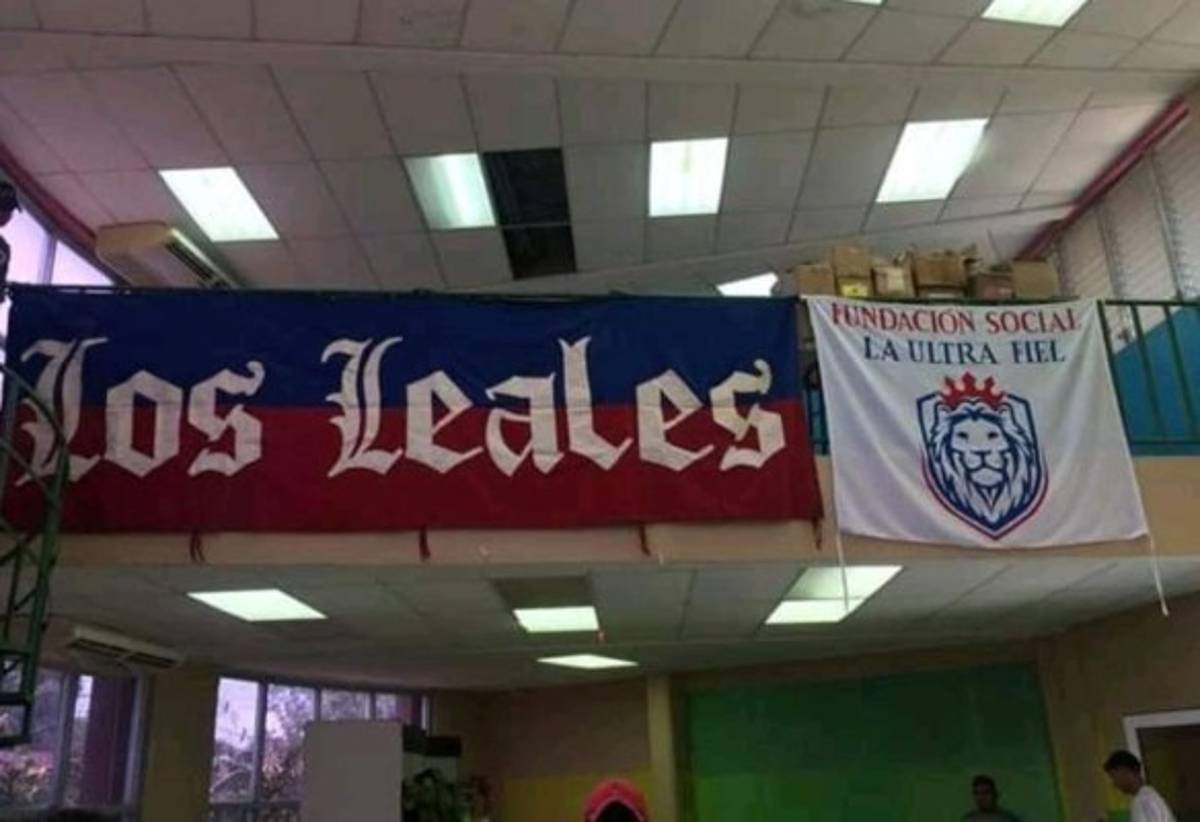 Los Leales
FUNDACIÓN SOCIAL
LA ULTRA FIEL